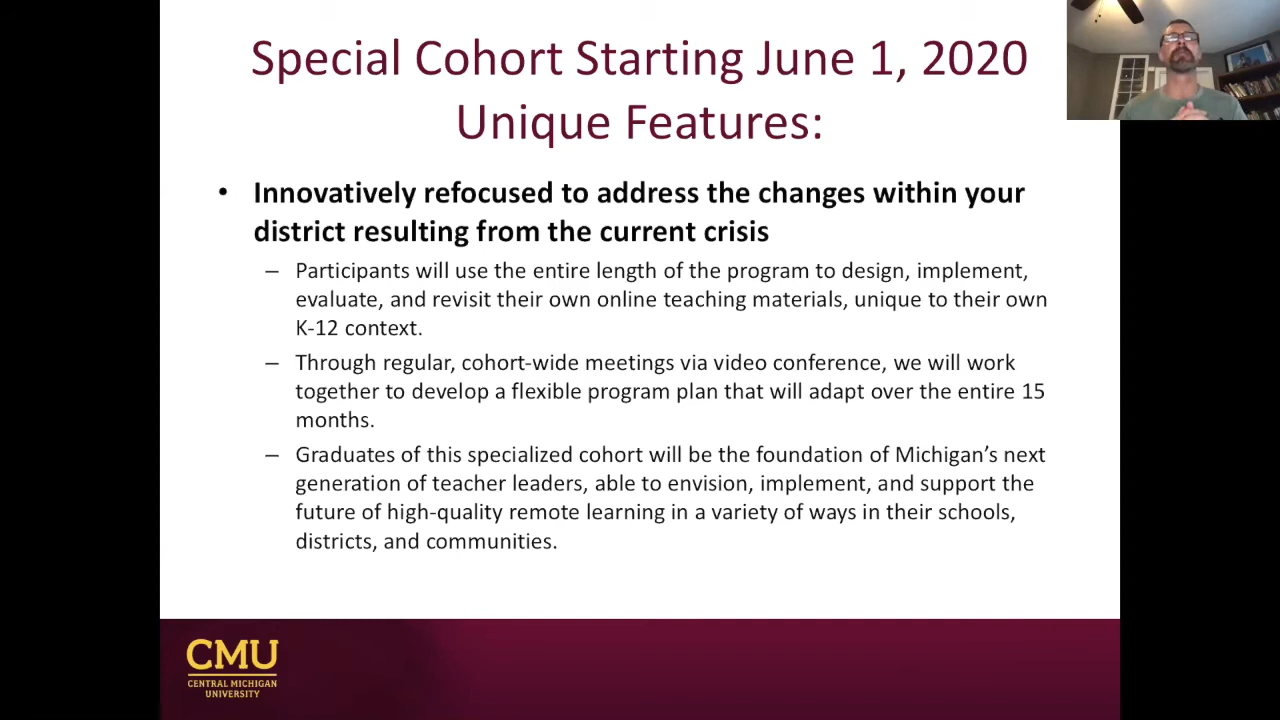 Special Cohort Starting June 1, 2020
Unique Features:
• Innovatively refocused to address the changes within your
district resulting from the current crisis
– Participants will use the entire length of the program to design, implement,
evaluate, and revisit their own online teaching materials, unique to their own
K-12 context.
– Through regular, cohort-wide meetings via video conference, we will work
together to develop a flexible program plan that will adapt over the entire 15
months.
– Graduates of this specialized cohort will be the foundation of Michigan’s next
generation of teacher leaders, able to envision, implement, and support the
future of high-quality remote learning in a variety of ways in their schools,
districts, and communities.
CMU
CENTRAL MICHIGAN
UNIVERSITY